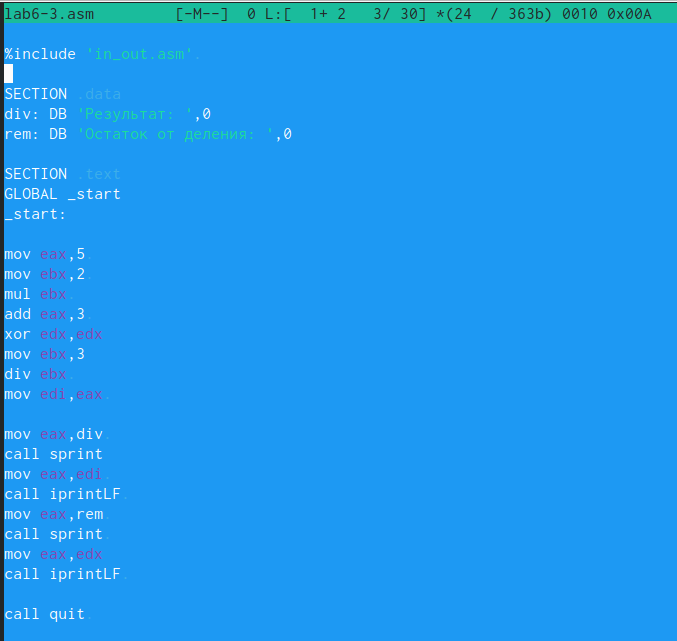 lab6-3.asm [-M--] 0 L:[ 1+ 2 3/ 30] *(24 / 363b) 0010 0x00A
%include 'in_out.asm'.
SECTION .data
div: DB 'Результат: ',0
rem: DB 'Остаток от деления: ',0
SECTION .text
GLOBAL _start
_start:
mov eax,5.
mov ebx,2
mul ebx.
add eax,3.
xor edx,edx
mov ebx,3
div ebx.
mov edi,eax.
mov eax,div.
call sprint
mov eax,edi.
call iprintLF.
mov eax,rem.
call sprint.
mov eax,edx
call iprintLF.
call quit.